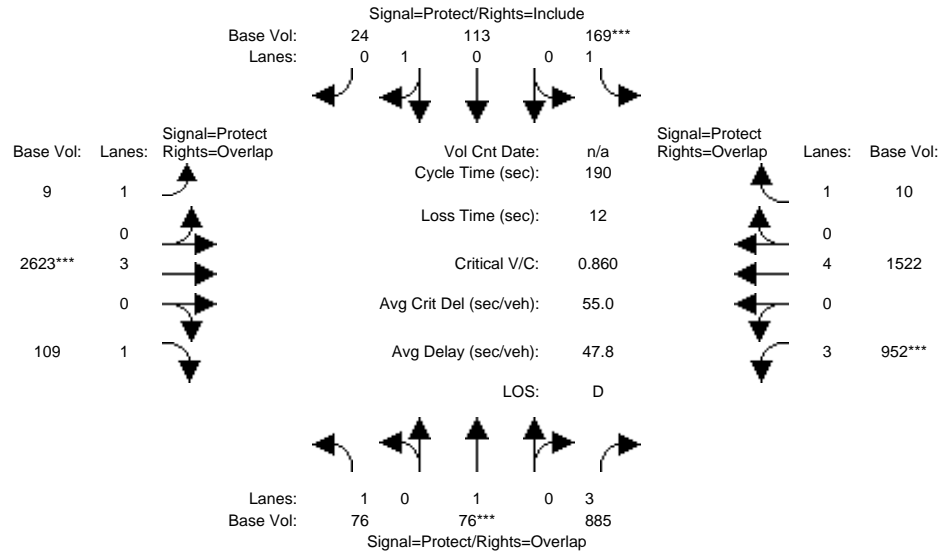 Signal=Protect/Rights=Include
Base Vol: 24 113 169***
Lanes: 0 1 0 0 1
Signal=Protect
Base Vol: Lanes: Rights=Overlap
Vol Cnt Date: n/a
Signal=Protect
Rights=Overlap Lanes: Base Vol:
Cycle Time (sec): 190
9 1
1 10
Loss Time (sec): 12
0
0
2623*** 3
Critical V/C: 0.860
4 1522
0
Avg Crit Del (sec/veh): 55.0
0
109 1
Avg Delay (sec/veh): 47.8
3 952***
LOS: D
Lanes: 1 0 1 0 3
Base Vol: 76 76*** 885
Signal=Protect/Rights=Overlap